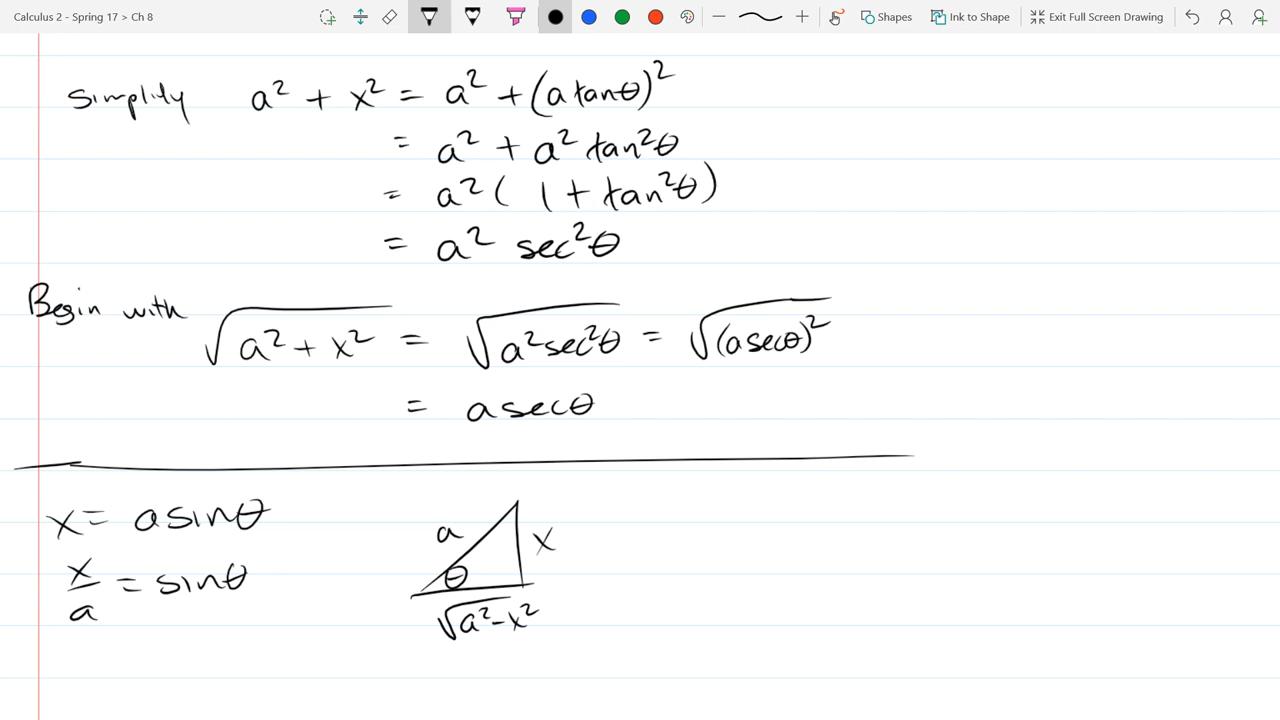 Calculus 2 - Spring 17 > Ch 8 Shapes Ink to Shape Exit Full Screen Drawing
Simplify a² + x² = a² + (a tanθ)²
= a² + a² tan²θ
= a² ( 1 + tan²θ)
= a² sec²θ
Begin with √(a² + x²) = √(a² sec²θ) = √((a secθ)²)
= a secθ
x = a sinθ
x/a = sinθ
a
x
θ
√(a² - x²)